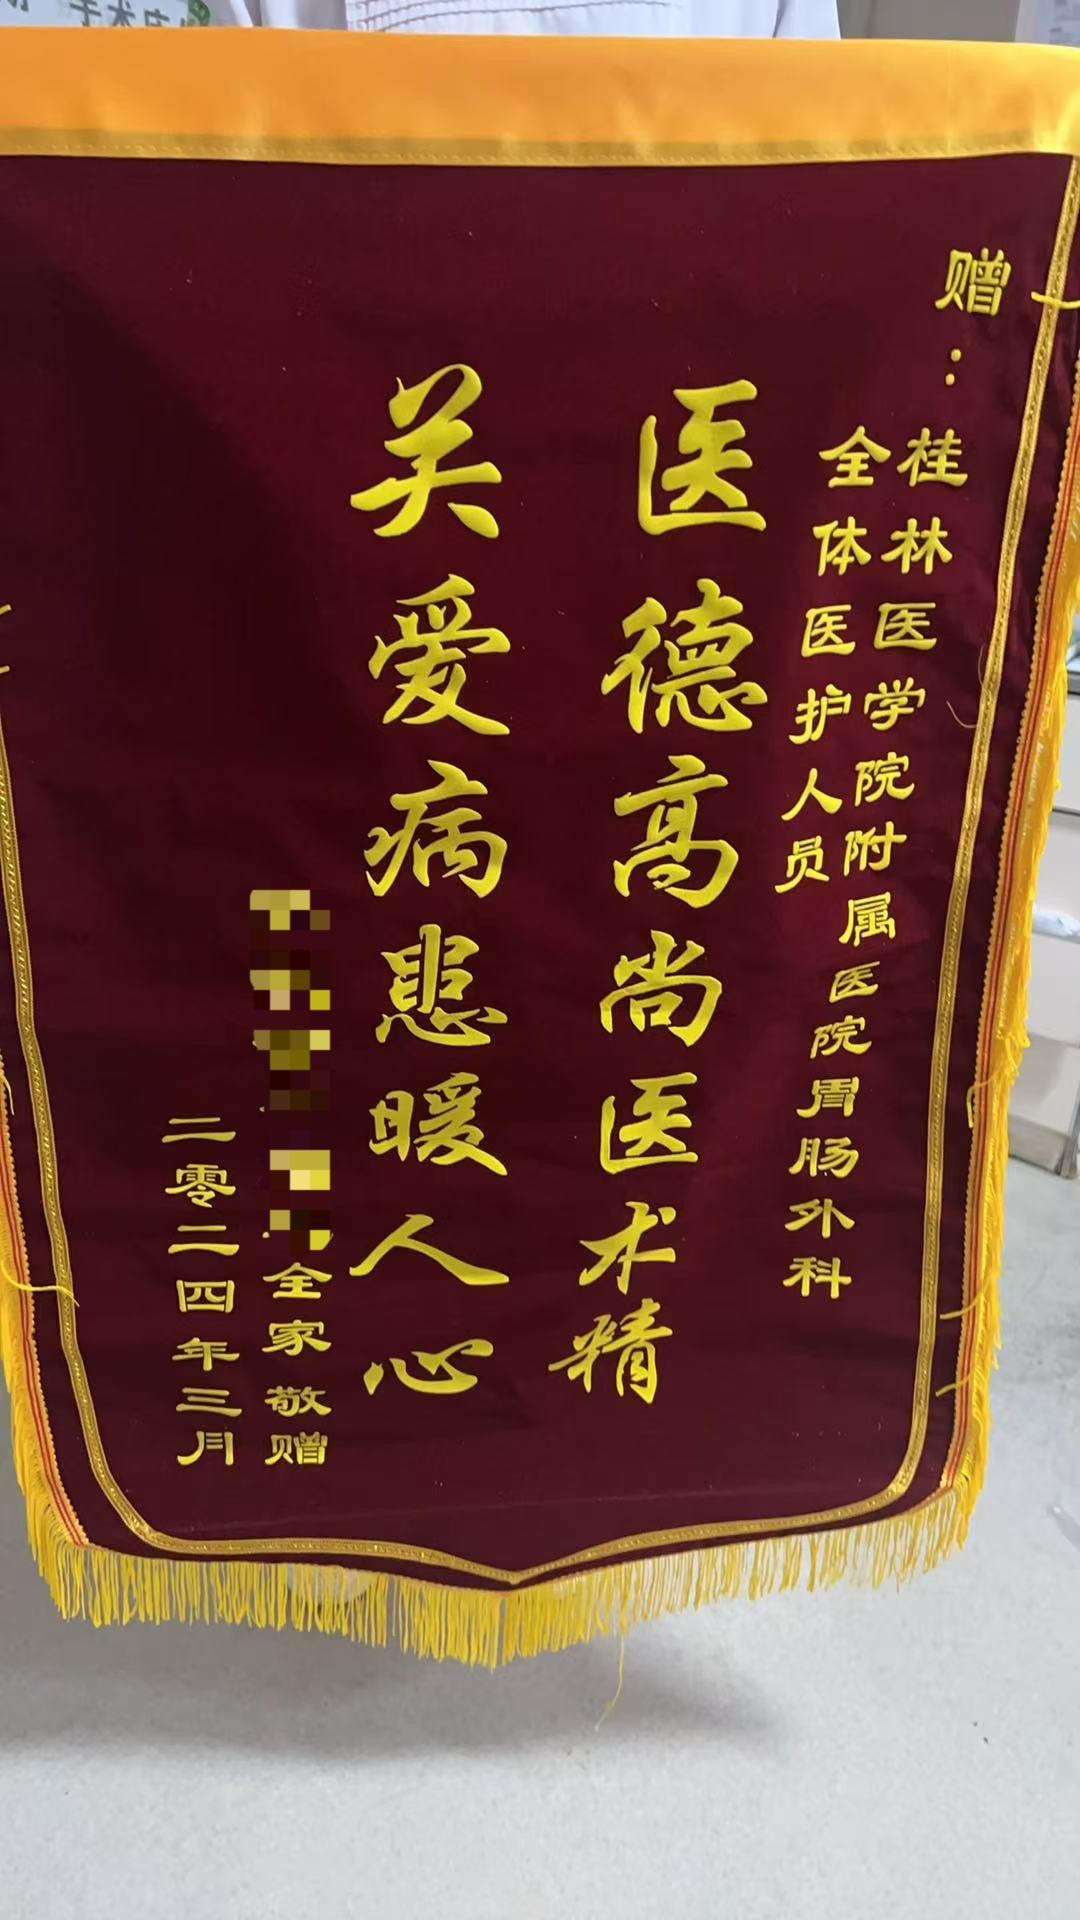 手术
赠：
桂林医学院附属医院胃肠外科
全体医护人员
医德高尚医术精
关爱病患暖人心
全家敬赠
二零二四年三月